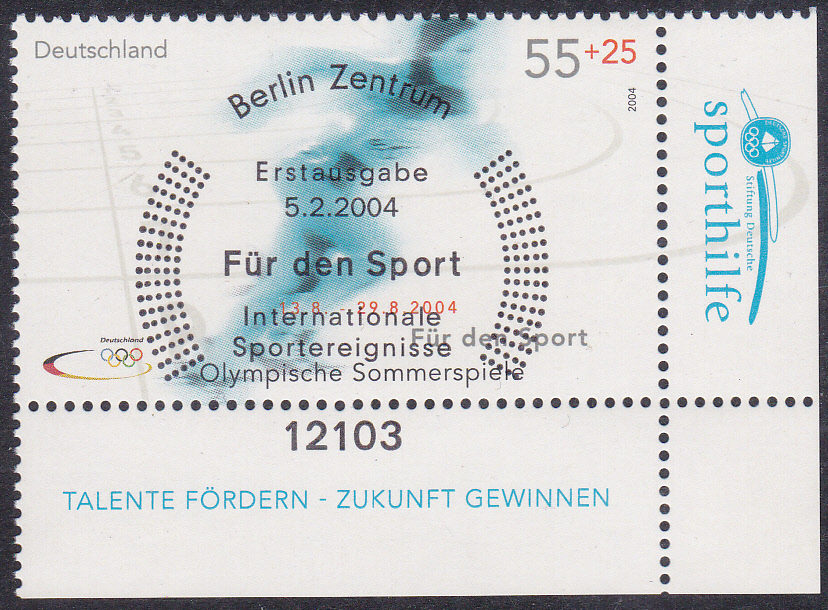 Deutschland
55+25
2004
Berlin Zentrum
Erstausgabe
5.2.2004
Für den Sport
13.8. - 29.8.2004
Internationale
Für den Sport
Sportereignisse
Olympische Sommerspiele
Deutschland
12103
TALENTE FÖRDERN - ZUKUNFT GEWINNEN
Stiftung Deutsche
sporthilfe